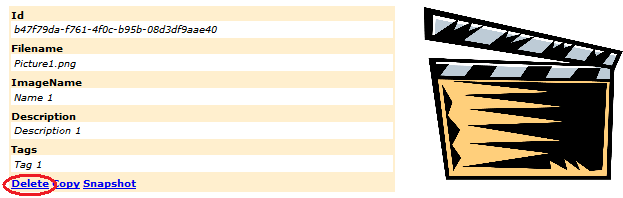 Id
b47f79da-f761-4f0c-b95b-08d3df9aae40
Filename
Picture1.png
ImageName
Name 1
Description
Description 1
Tags
Tag 1
Delete Copy Snapshot